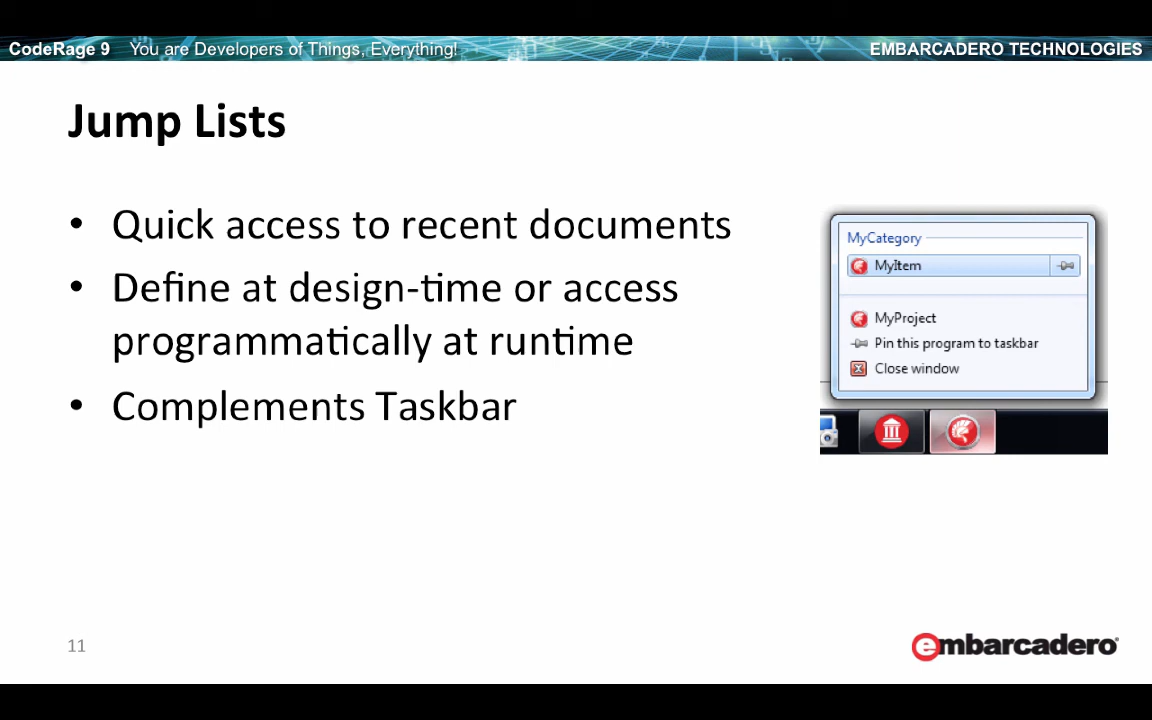 CodeRage 9 You are Developers of Things, Everything!
EMBARCADERO TECHNOLOGIES
Jump Lists
• Quick access to recent documents
• Define at design-time or access
programmatically at runtime
• Complements Taskbar
MyCategory
MyItem
MyProject
Pin this program to taskbar
Close window
11
embarcadero